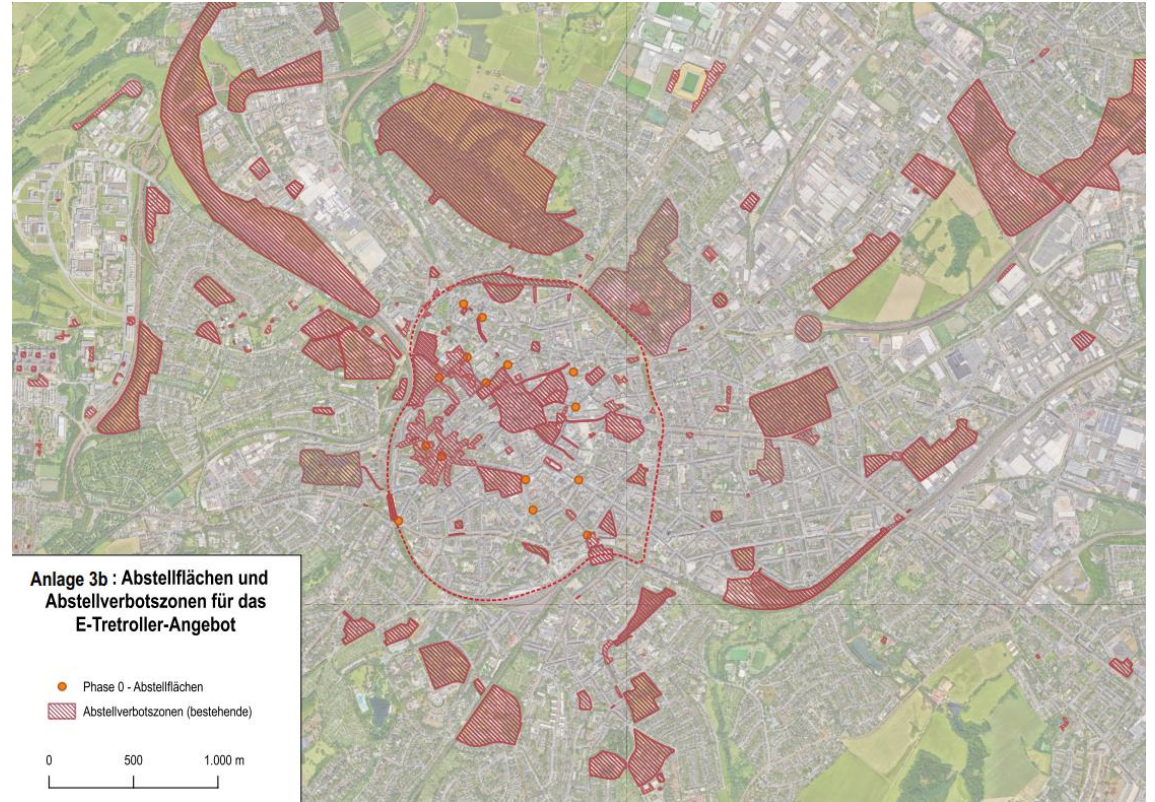 Anlage 3b : Abstellflächen und
Abstellverbotszonen für das
E-Tretroller-Angebot
Phase 0 - Abstellflächen
Abstellverbotszonen (bestehende)
0 500 1.000 m